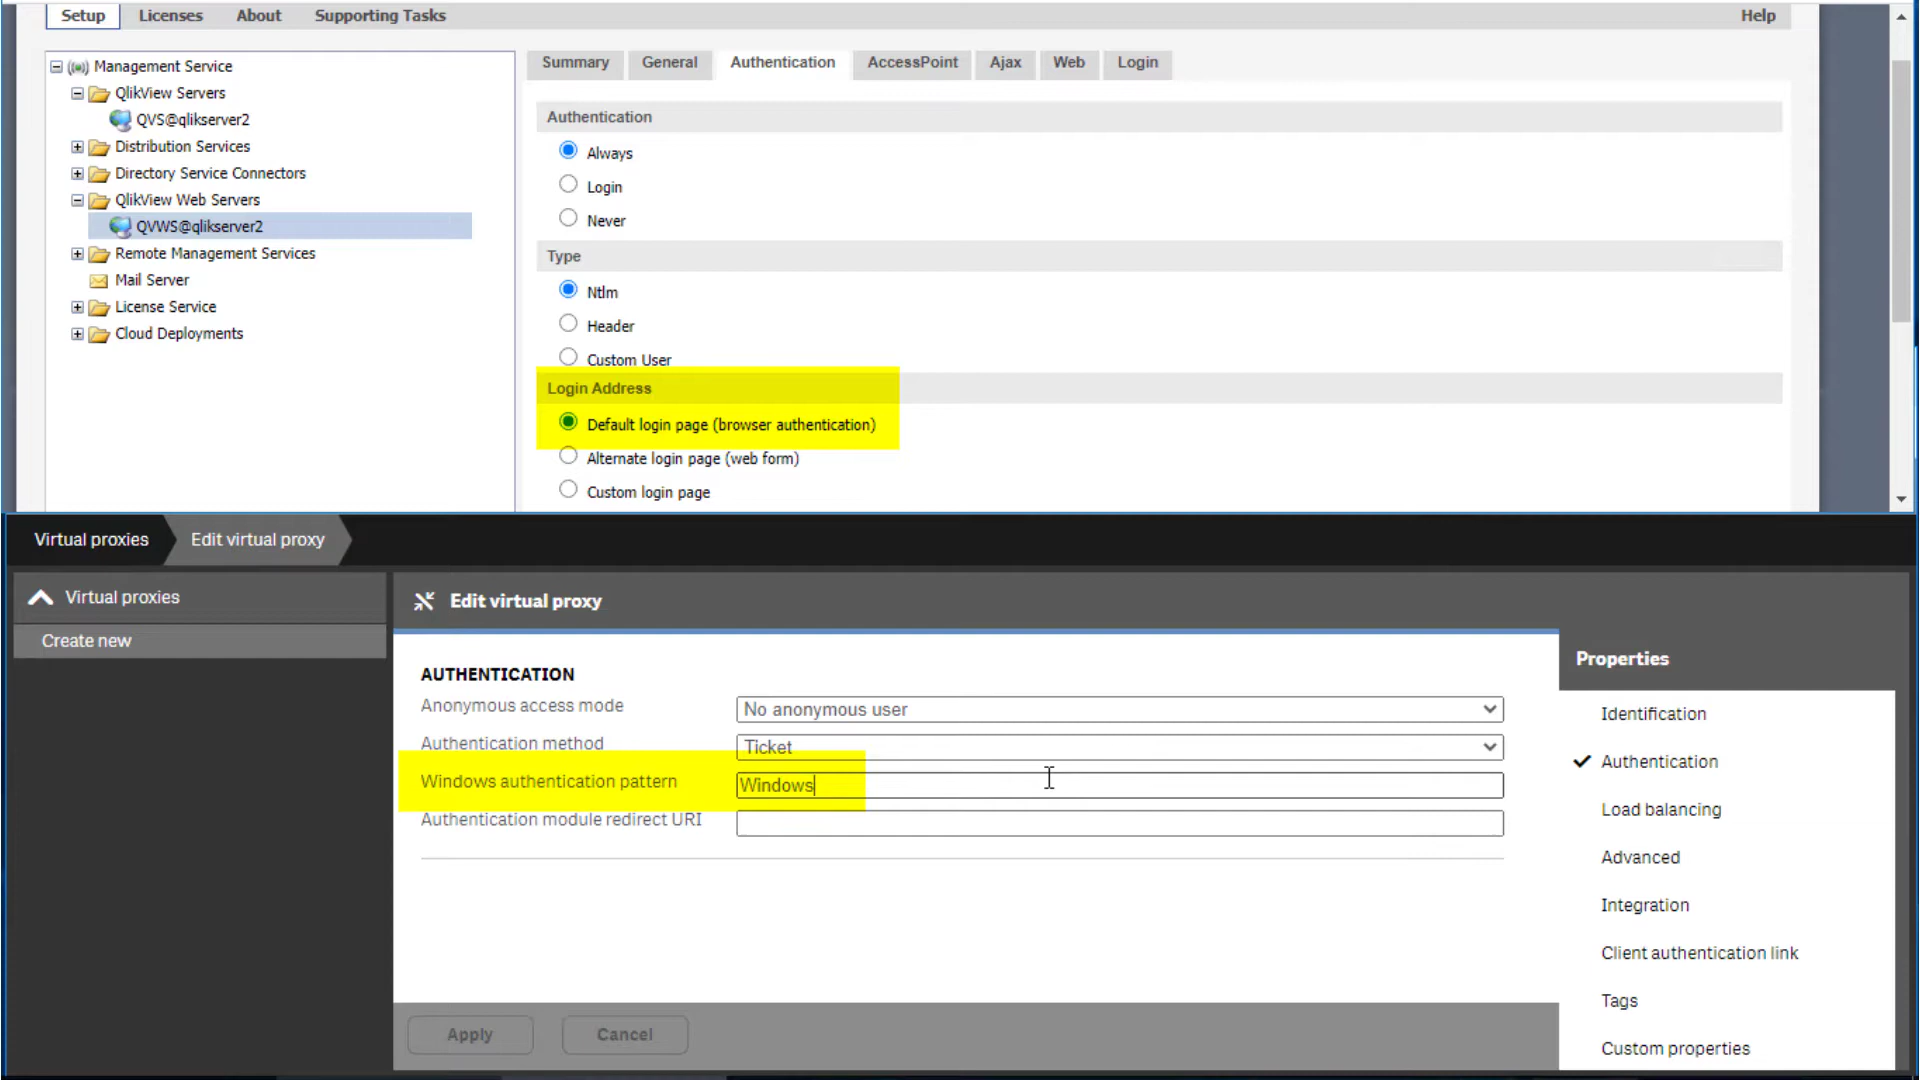 Setup Licenses About Supporting Tasks Help
Management Service
QlikView Servers
QVS@qlikserver2
Distribution Services
Directory Service Connectors
QlikView Web Servers
QVWS@qlikserver2
Remote Management Services
Mail Server
License Service
Cloud Deployments
Summary General Authentication AccessPoint Ajax Web Login
Authentication
Always
Login
Never
Type
Ntlm
Header
Custom User
Login Address
Default login page (browser authentication)
Alternate login page (web form)
Custom login page
Virtual proxies Edit virtual proxy
Virtual proxies
Create new
Edit virtual proxy
AUTHENTICATION
Anonymous access mode No anonymous user
Authentication method Ticket
Windows authentication pattern Windows
Authentication module redirect URI
Apply Cancel
Properties
Identification
Authentication
Load balancing
Advanced
Integration
Client authentication link
Tags
Custom properties